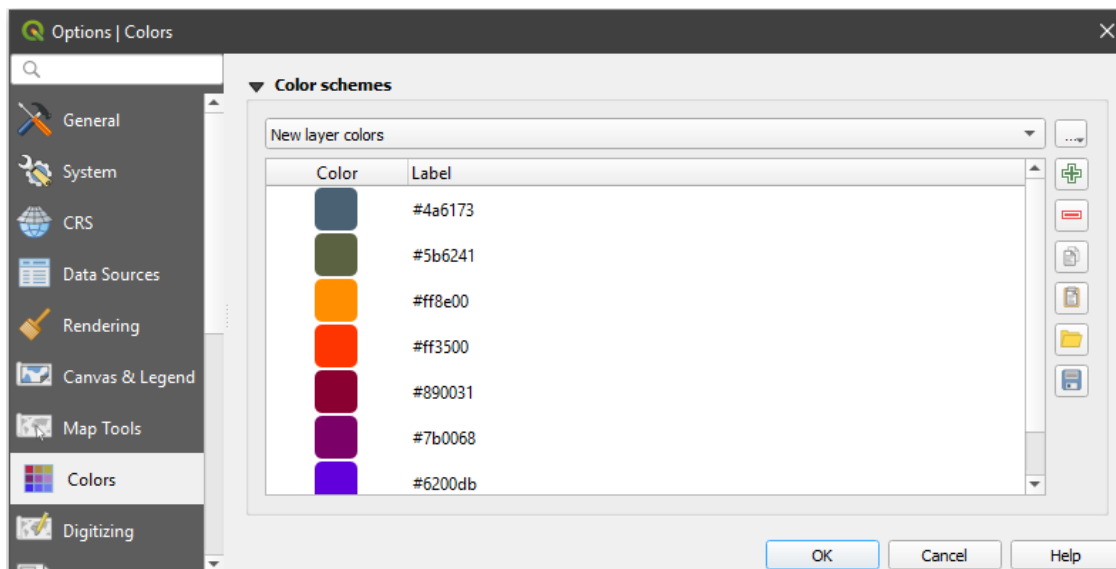 Options | Colors
General
System
CRS
Data Sources
Rendering
Canvas & Legend
Map Tools
Colors
Digitizing
Color schemes
New layer colors
...
Color Label
#4a6173
#5b6241
#ff8e00
#ff3500
#890031
#7b0068
#6200db
OK Cancel Help